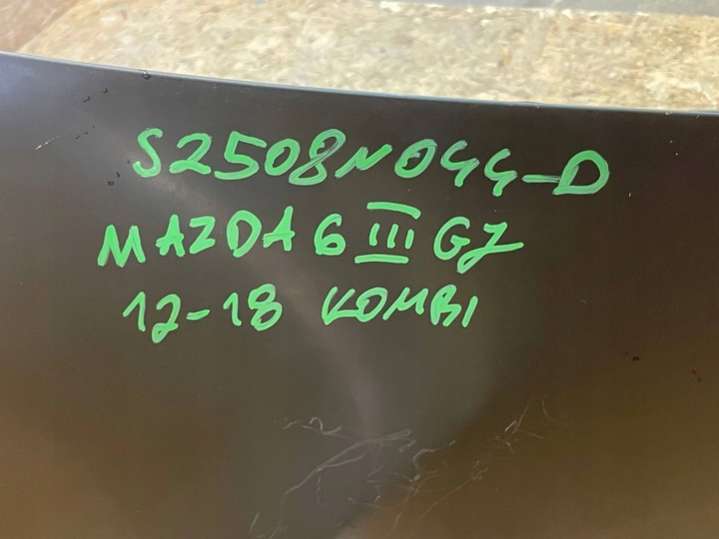 S2508N044-D
MAZDA 6 III GJ
12-18 KOMBI